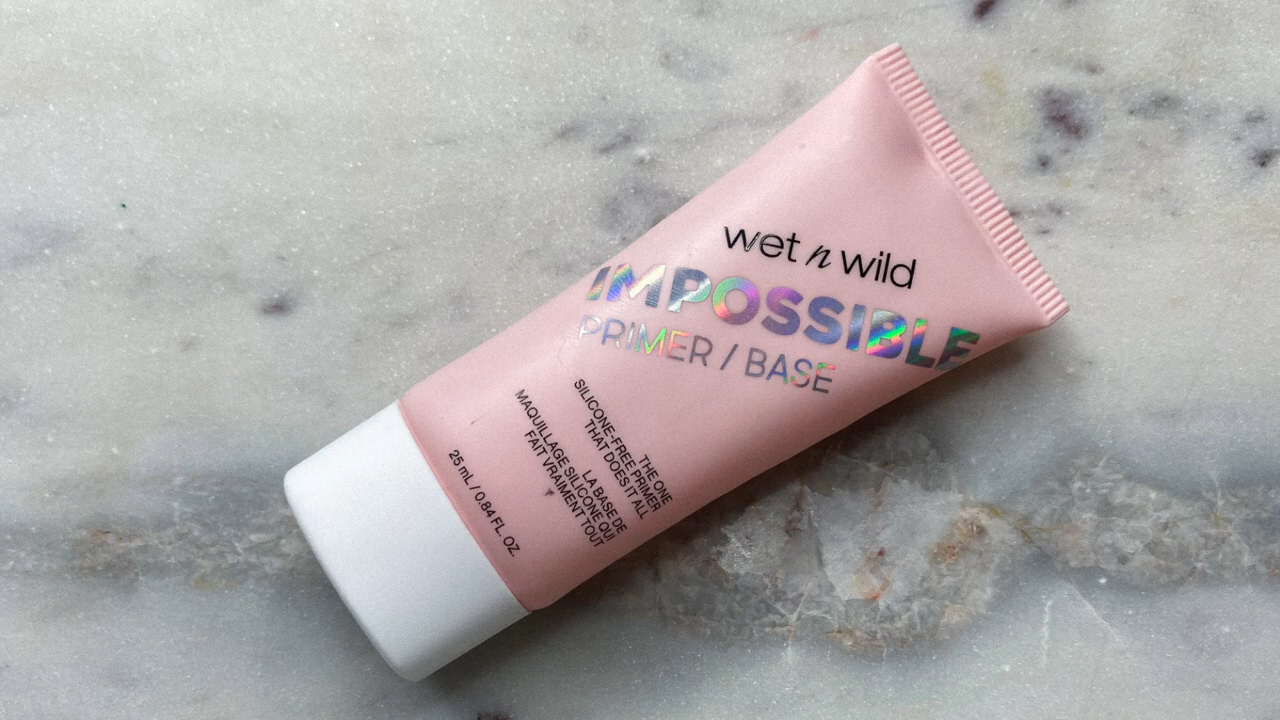 wet n wild
IMPOSSIBLE
PRIMER / BASE
THE ONE
SILICONE-FREE PRIMER
THAT DOES IT ALL
LA BASE DE
MAQUILLAGE SILICONE QUI
FAIT VRAIMENT TOUT
25 mL / 0.84 FL. OZ.